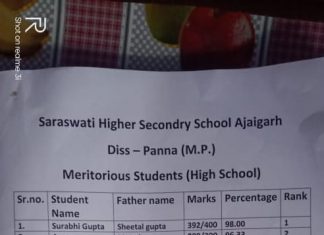 Shot on realme 3i
Saraswati Higher Secondry School Ajaigarh
Diss – Panna (M.P.)
Meritorious Students (High School)
Sr.no. Student Name Father name Marks Percentage Rank
1. Surabhi Gupta Sheetal gupta 392/400 98.00 1